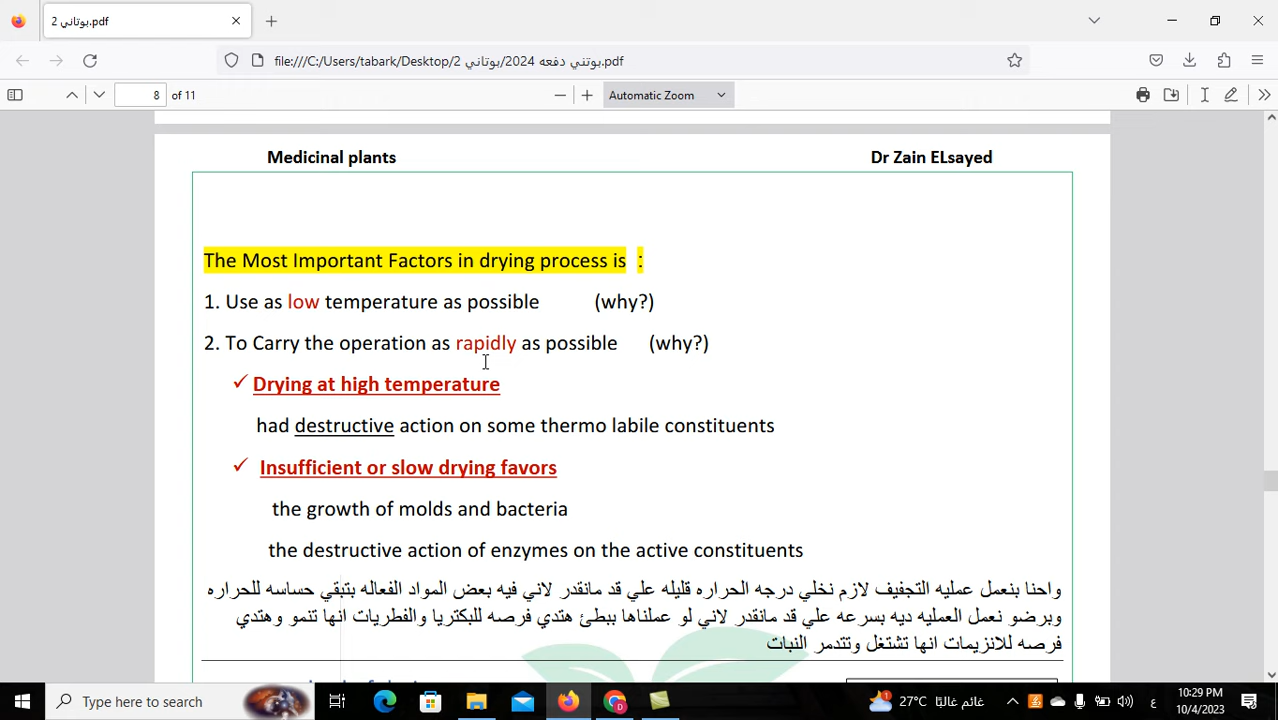 بوتاني 2.pdf
file:///C:/Users/tabark/Desktop/بوتني دفعه 2024/بوتاني 2.pdf
8 of 11
Automatic Zoom
Medicinal plants Dr Zain ELsayed
The Most Important Factors in drying process is :
1. Use as low temperature as possible (why?)
2. To Carry the operation as rapidly as possible (why?)
✓ Drying at high temperature
had destructive action on some thermo labile constituents
✓ Insufficient or slow drying favors
the growth of molds and bacteria
the destructive action of enzymes on the active constituents
واحنا بنعمل عمليه التجفيف لازم نخلي درجه الحراره قليله علي قد مانقدر لاني فيه بعض المواد الفعاله بتبقي حساسه للحراره
وبرضو نعمل العمليه ديه بسرعه علي قد مانقدر لاني لو عملناها ببطئ هتدي فرصه للبكتريا والفطريات انها تنمو وهتدي
فرصه للانزيمات انها تشتغل وتتدمر النبات
Type here to search
27°C غالبًا غائم
ع
10:29 PM
10/4/2023